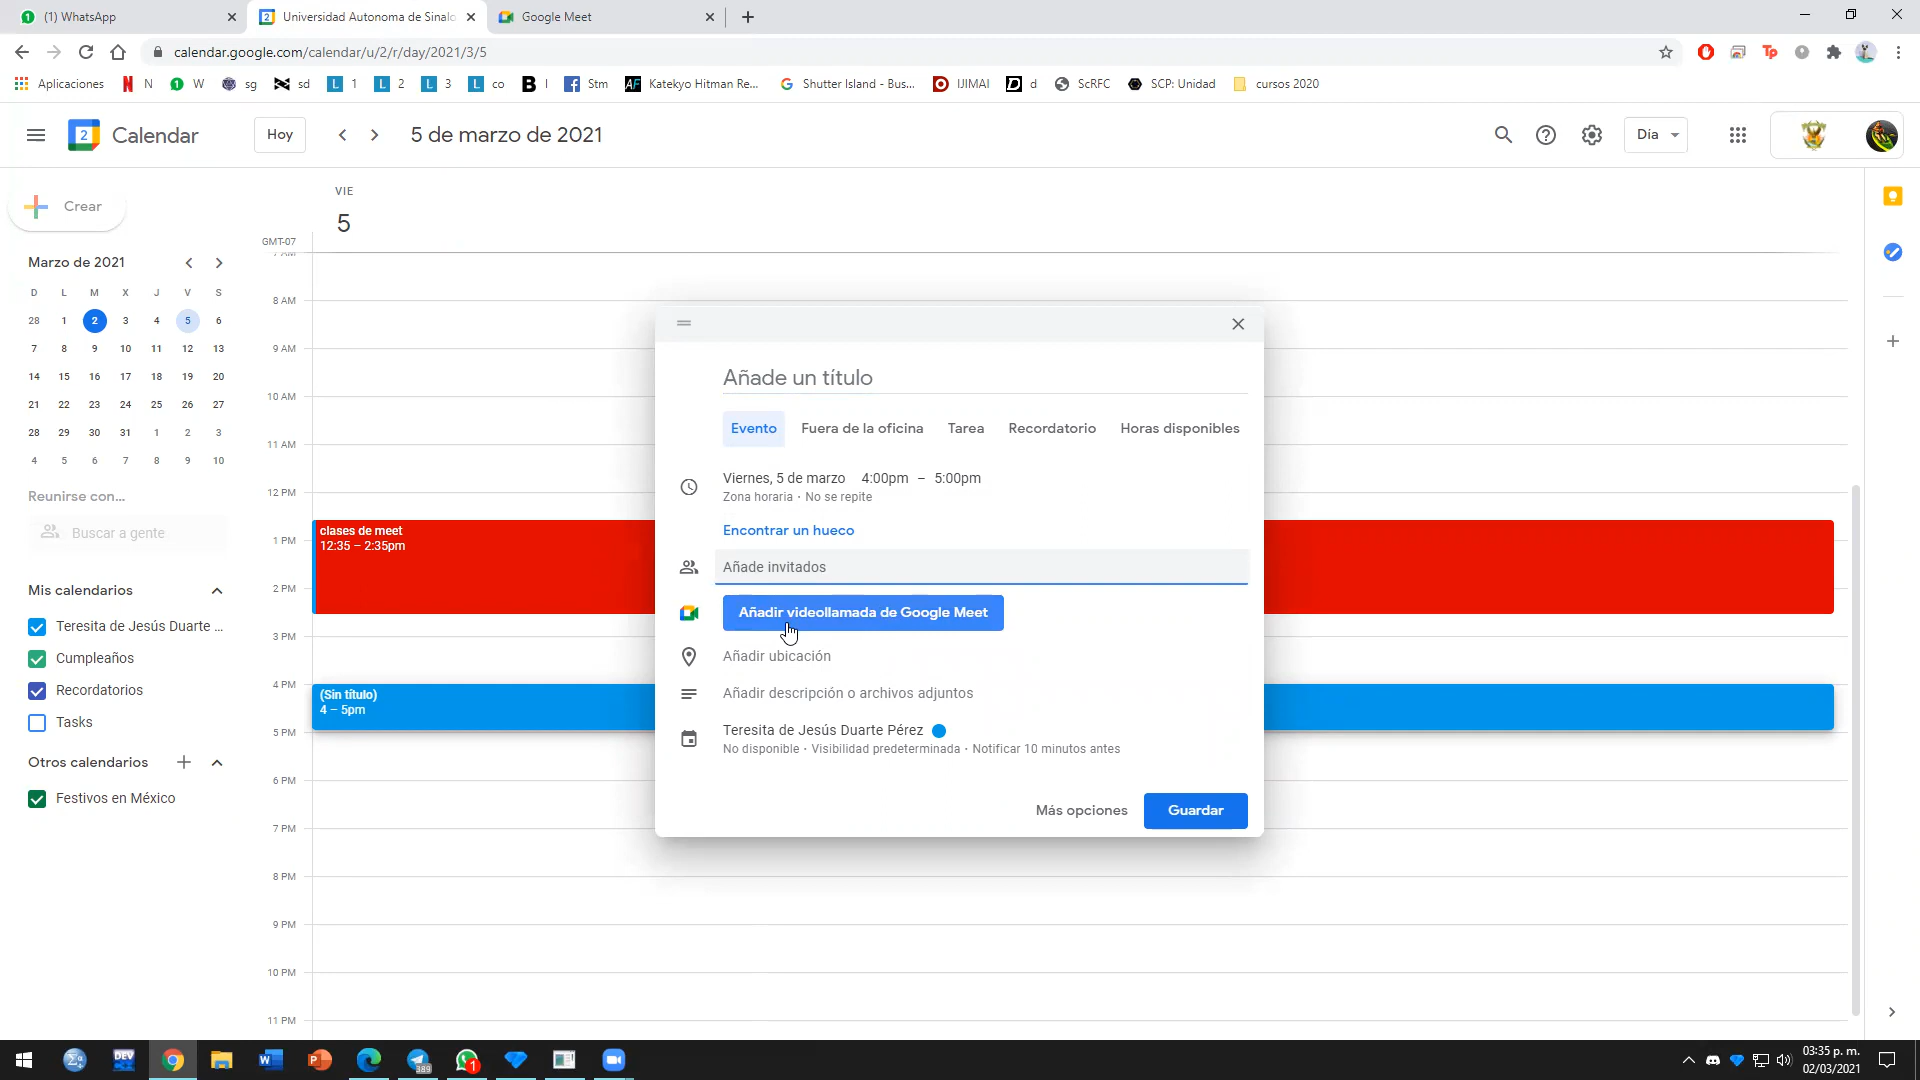 (1) WhatsApp
Universidad Autonoma de Sinalo
Google Meet
calendar.google.com/calendar/u/2/r/day/2021/3/5
Aplicaciones
N
W
sg
sd
1
2
3
co
I
Stm
Katekyo Hitman Re...
Shutter Island - Bus...
IJIMAI
d
ScRFC
SCP: Unidad
cursos 2020
2
Calendar
Hoy
5 de marzo de 2021
Día
Crear
VIE
5
GMT-07
Marzo de 2021
D L M X J V S
28 1 2 3 4 5 6
7 8 9 10 11 12 13
14 15 16 17 18 19 20
21 22 23 24 25 26 27
28 29 30 31 1 2 3
4 5 6 7 8 9 10
Reunirse con...
Buscar a gente
Mis calendarios
Teresita de Jesús Duarte ...
Cumpleaños
Recordatorios
Tasks
Otros calendarios
Festivos en México
7 AM
8 AM
9 AM
10 AM
11 AM
12 PM
1 PM
2 PM
3 PM
4 PM
5 PM
6 PM
7 PM
8 PM
9 PM
10 PM
11 PM
clases de meet
12:35 – 2:35pm
(Sin título)
4 – 5pm
Añade un título
Evento
Fuera de la oficina
Tarea
Recordatorio
Horas disponibles
Viernes, 5 de marzo 4:00pm – 5:00pm
Zona horaria · No se repite
Encontrar un hueco
Añade invitados
Añadir videollamada de Google Meet
Añadir ubicación
Añadir descripción o archivos adjuntos
Teresita de Jesús Duarte Pérez
No disponible · Visibilidad predeterminada · Notificar 10 minutos antes
Más opciones
Guardar
DEV
389
1
03:35 p. m.
02/03/2021